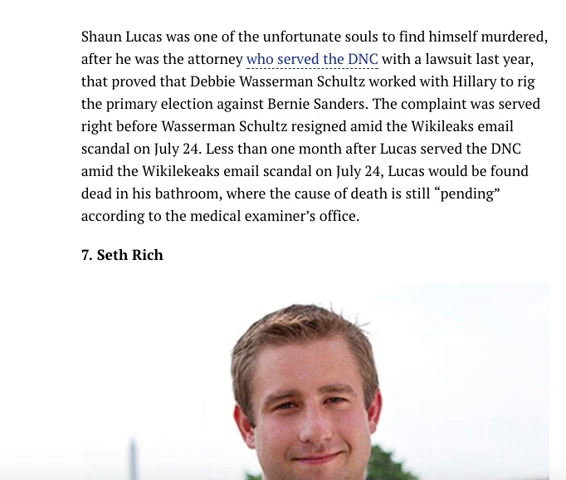 Shaun Lucas was one of the unfortunate souls to find himself murdered,
after he was the attorney who served the DNC with a lawsuit last year,
that proved that Debbie Wasserman Schultz worked with Hillary to rig
the primary election against Bernie Sanders. The complaint was served
right before Wasserman Schultz resigned amid the Wikileaks email
scandal on July 24. Less than one month after Lucas served the DNC
amid the Wikilekeaks email scandal on July 24, Lucas would be found
dead in his bathroom, where the cause of death is still “pending”
according to the medical examiner’s office.
7. Seth Rich